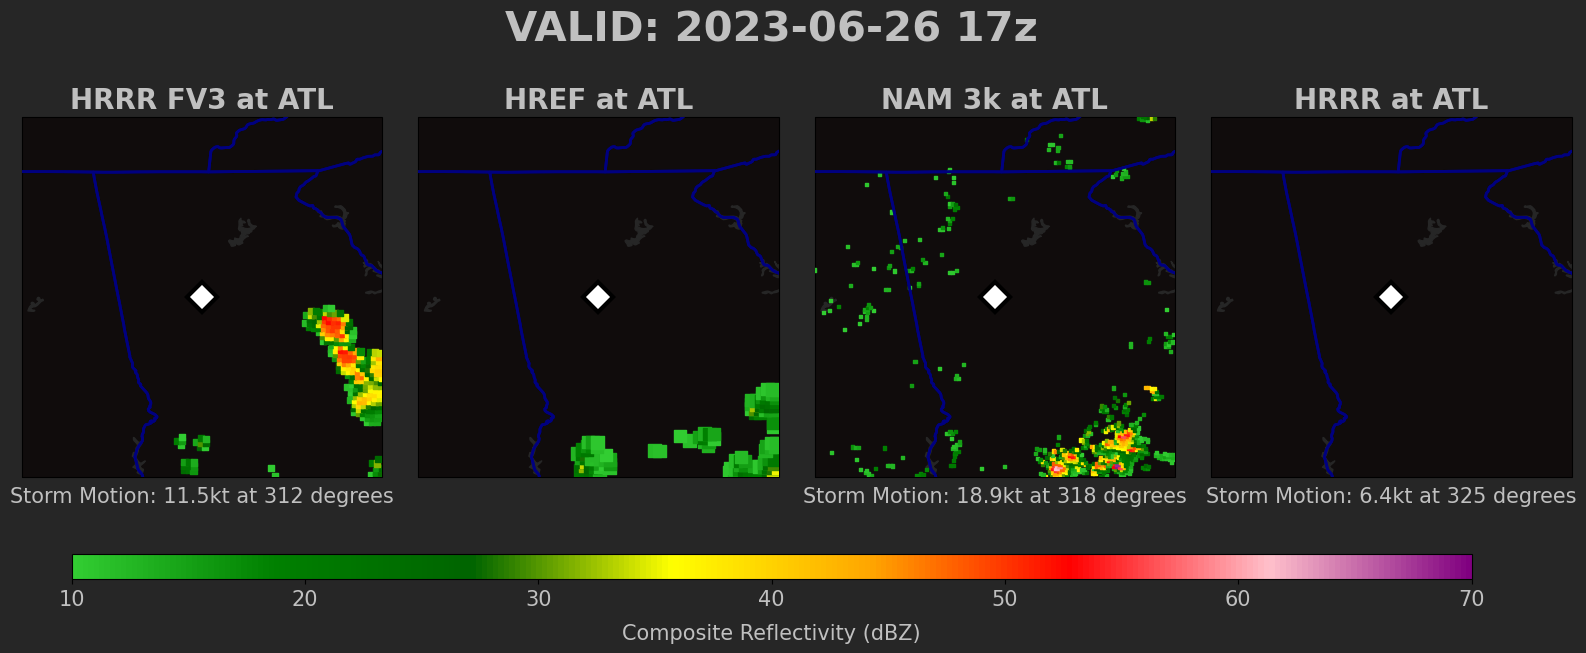 VALID: 2023-06-26 17z
HRRR FV3 at ATL
HREF at ATL
NAM 3k at ATL
HRRR at ATL
Storm Motion: 11.5kt at 312 degrees
Storm Motion: 18.9kt at 318 degrees
Storm Motion: 6.4kt at 325 degrees
10 20 30 40 50 60 70
Composite Reflectivity (dBZ)